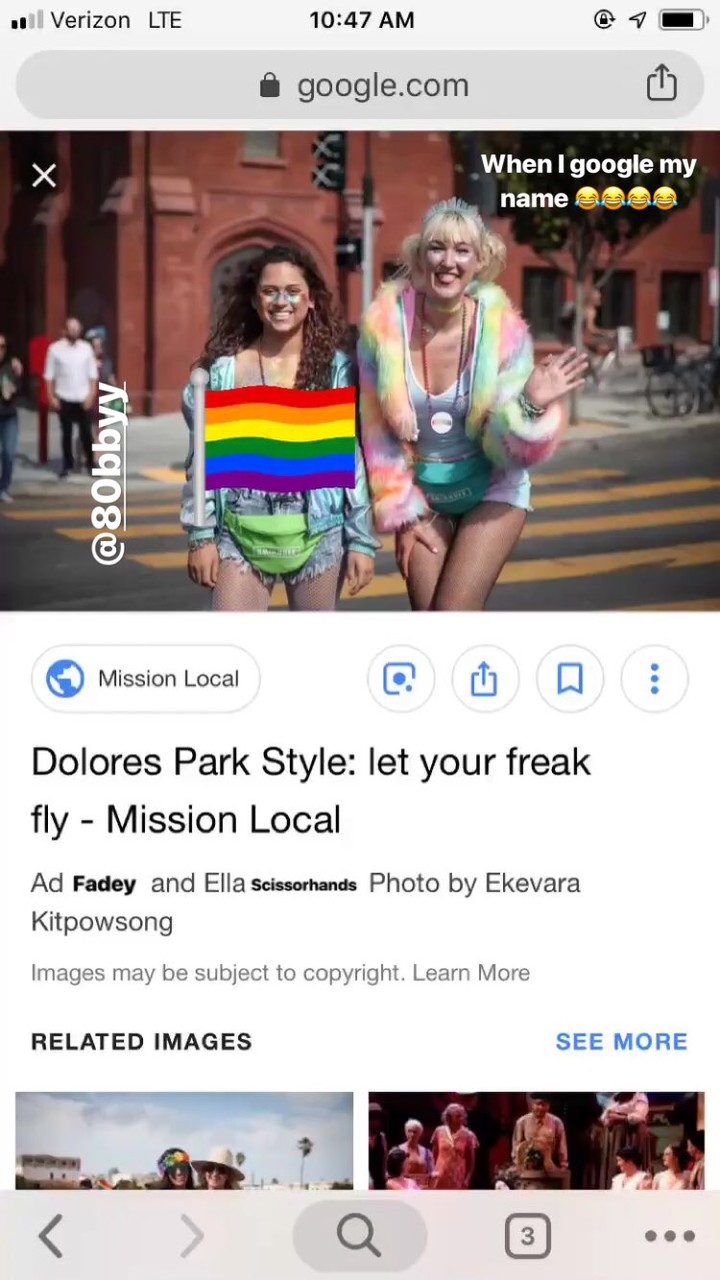 Verizon LTE 10:47 AM
google.com
When I google my
name 😂😂😂😂
@80bbyy
Mission Local
Dolores Park Style: let your freak
fly - Mission Local
Ad Fadey and Ella Scissorhands Photo by Ekevara
Kitpowsong
Images may be subject to copyright. Learn More
RELATED IMAGES SEE MORE
3